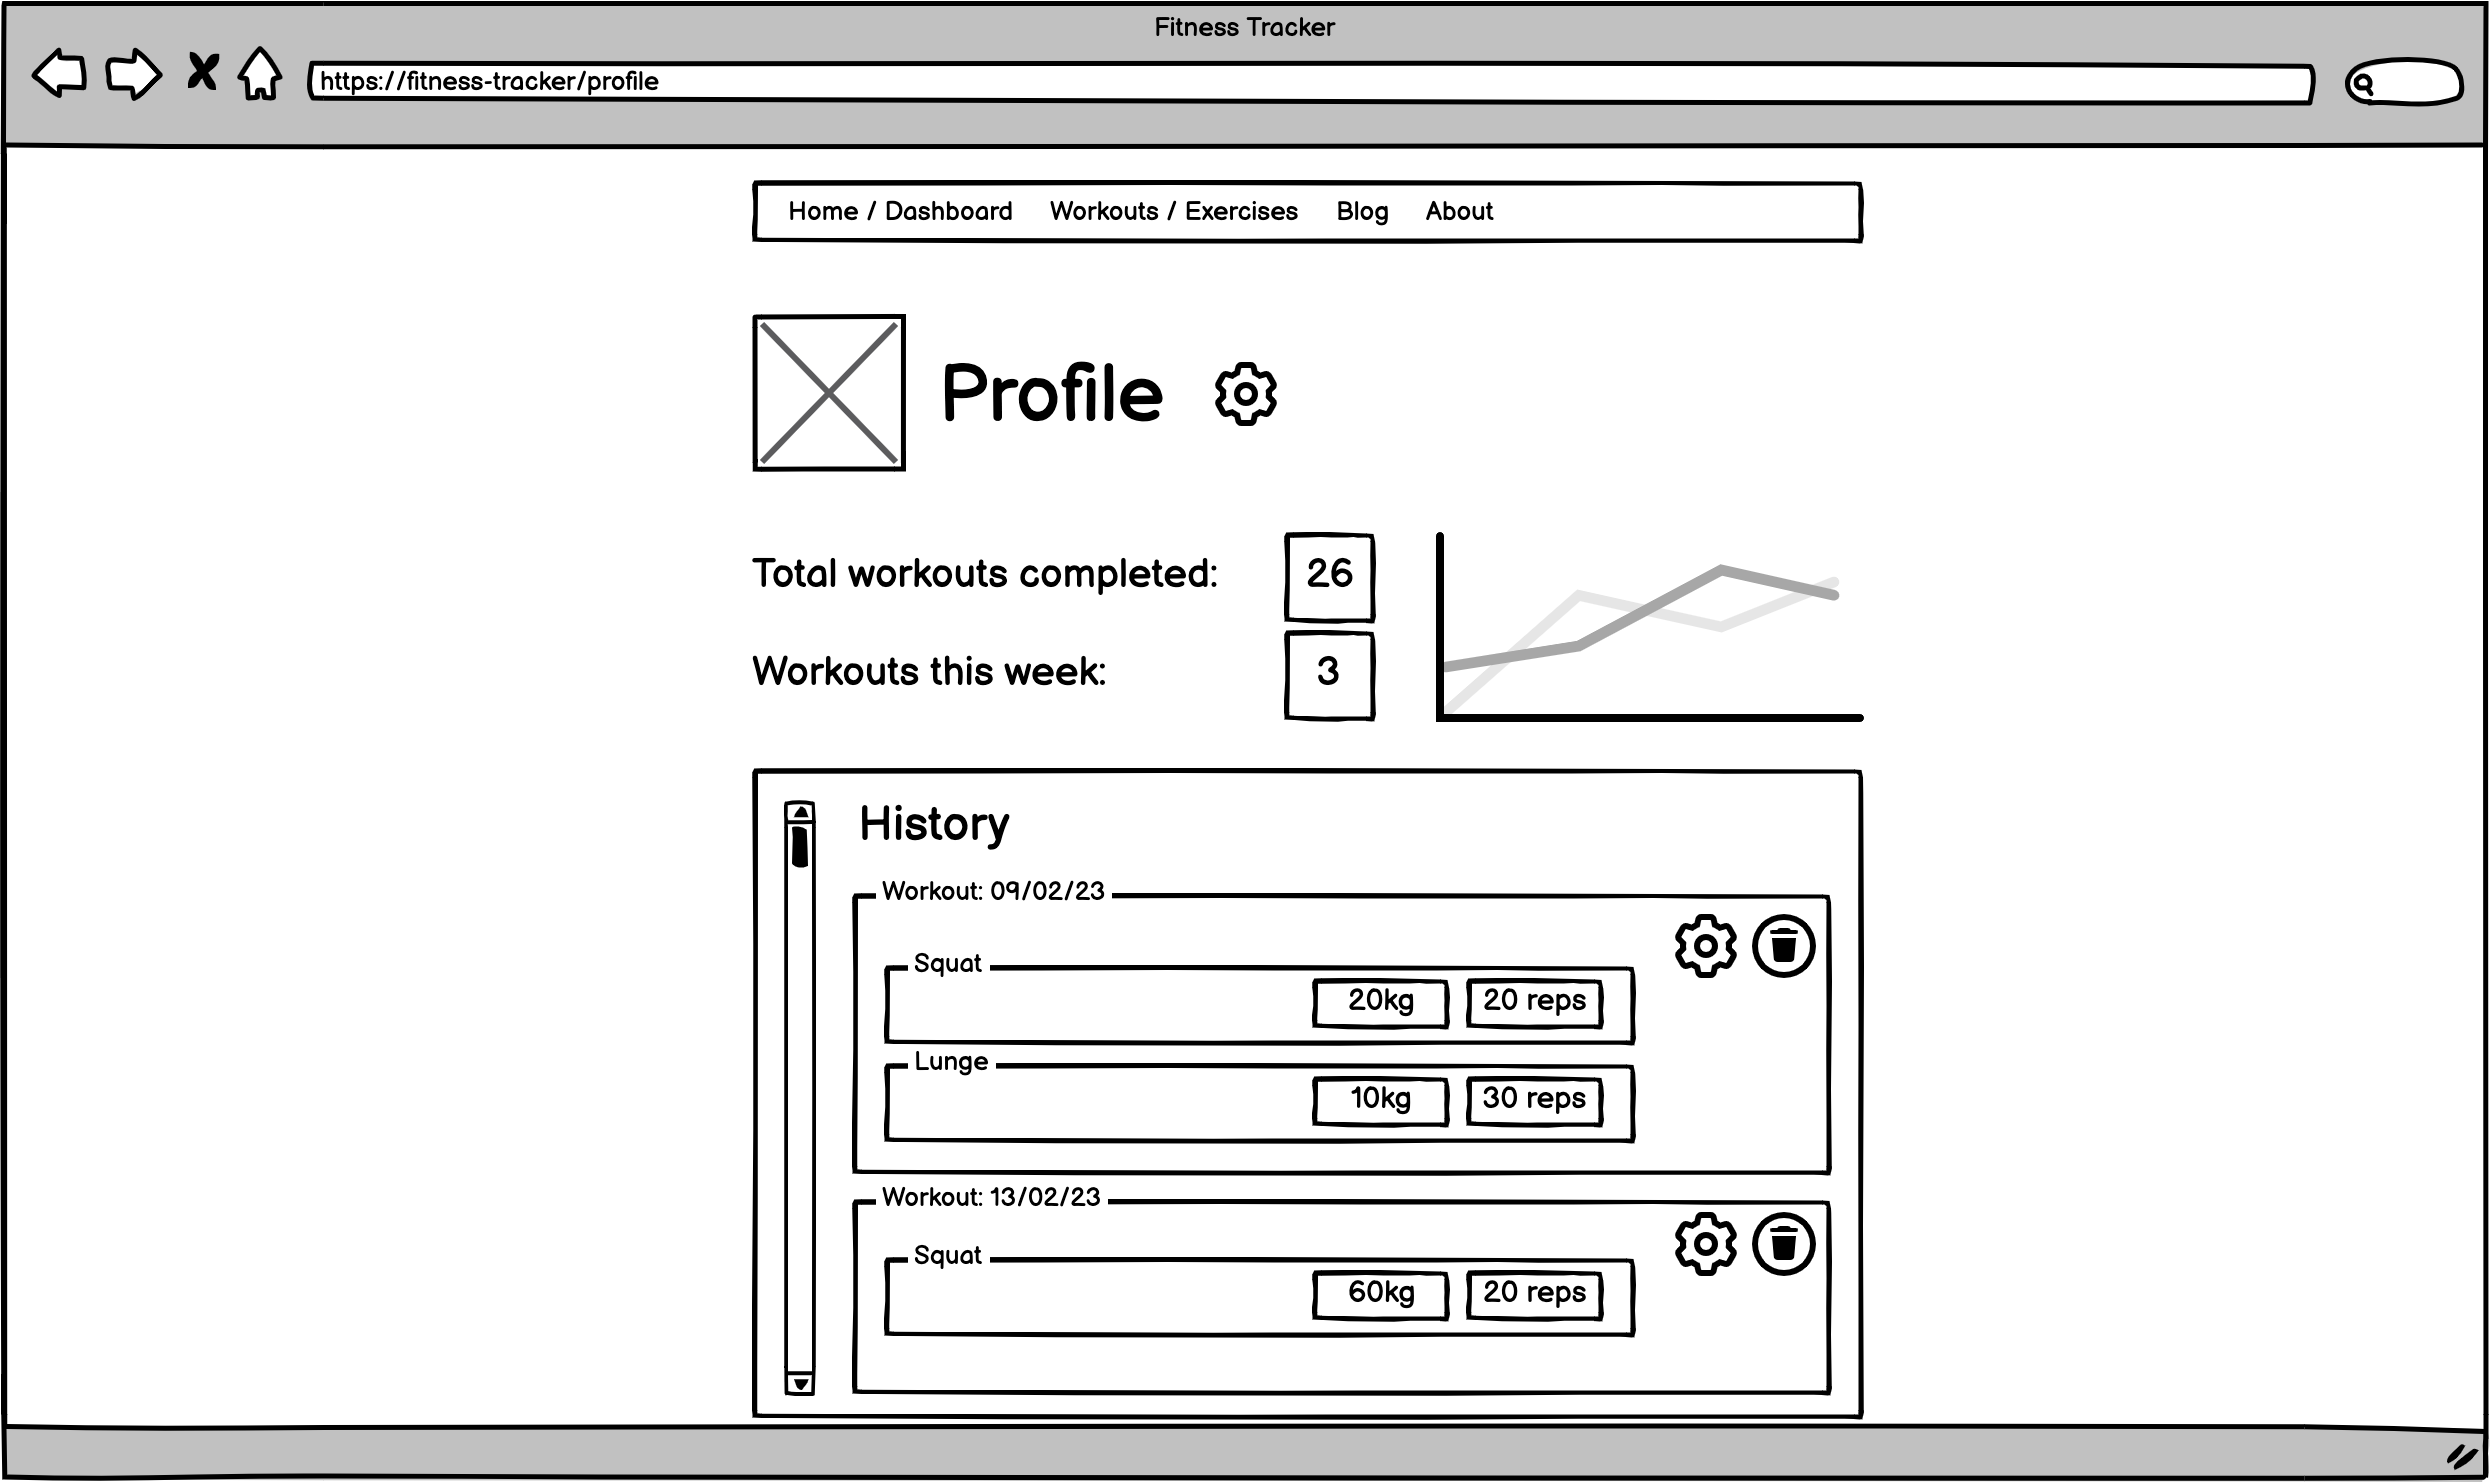 Fitness Tracker
https://fitness-tracker/profile
Home / Dashboard Workouts / Exercises Blog About
Profile
Total workouts completed: 26
Workouts this week: 3
History
Workout: 09/02/23
Squat
20kg 20 reps
Lunge
10kg 30 reps
Workout: 13/02/23
Squat
60kg 20 reps